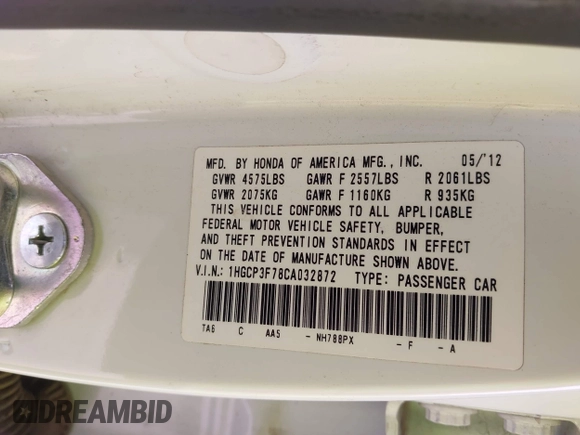 MFD. BY HONDA OF AMERICA MFG., INC. 05/'12
GVWR 4575LBS GAWR F 2557LBS R 2061LBS
GVWR 2075KG GAWR F 1160KG R 935KG
THIS VEHICLE CONFORMS TO ALL APPLICABLE
FEDERAL MOTOR VEHICLE SAFETY, BUMPER,
AND THEFT PREVENTION STANDARDS IN EFFECT
ON THE DATE OF MANUFACTURE SHOWN ABOVE.
V.I.N.: 1HGCP3F78CA032872 TYPE: PASSENGER CAR
TA6 C AA5 - NH788PX - F - A
DREAMBID